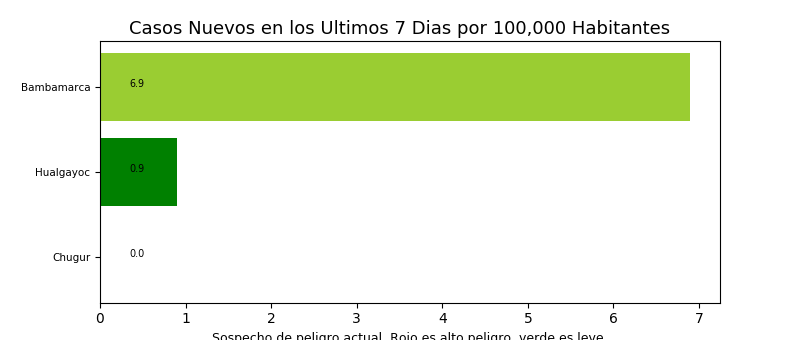 Casos Nuevos en los Ultimos 7 Dias por 100,000 Habitantes
Bambamarca
6.9
Hualgayoc
0.9
Chugur
0.0
0 1 2 3 4 5 6 7
Sospecho de peligro actual. Rojo es alto peligro, verde es leve